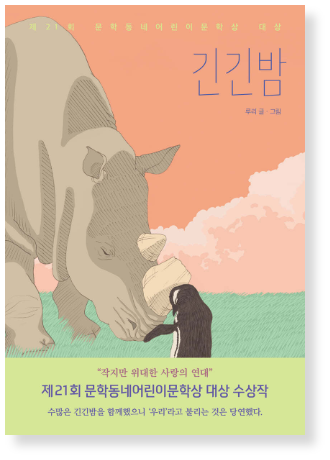 제21회 문학동네어린이문학상 대상
긴긴밤
루리 글·그림
"작지만 위대한 사랑의 연대"
제21회 문학동네어린이문학상 대상 수상작
수많은 긴긴밤을 함께했으니 '우리'라고 불리는 것은 당연했다.